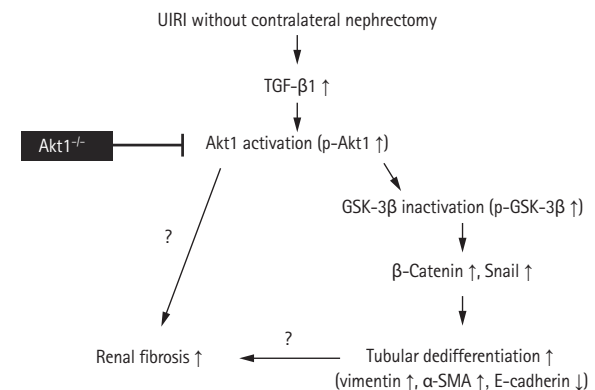 UIRI without contralateral nephrectomy
TGF-β1 ↑
Akt1⁻/⁻
Akt1 activation (p-Akt1 ↑)
GSK-3β inactivation (p-GSK-3β ↑)
?
β-Catenin ↑, Snail ↑
?
Renal fibrosis ↑
Tubular dedifferentiation ↑
(vimentin ↑, α-SMA ↑, E-cadherin ↓)